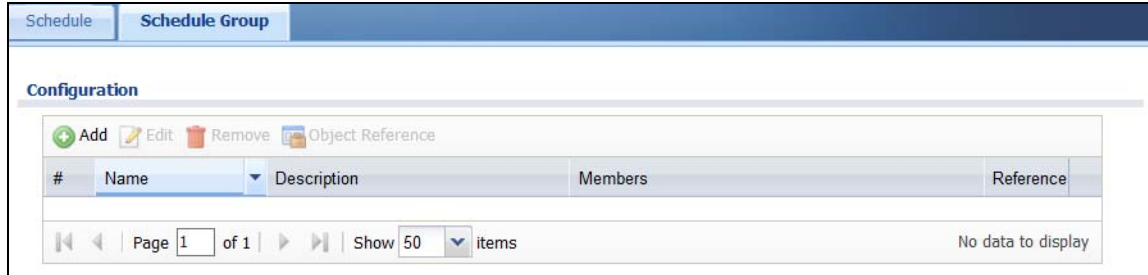 Schedule Schedule Group
Configuration
Add Edit Remove Object Reference
# Name Description Members Reference
Page 1 of 1 Show 50 items No data to display